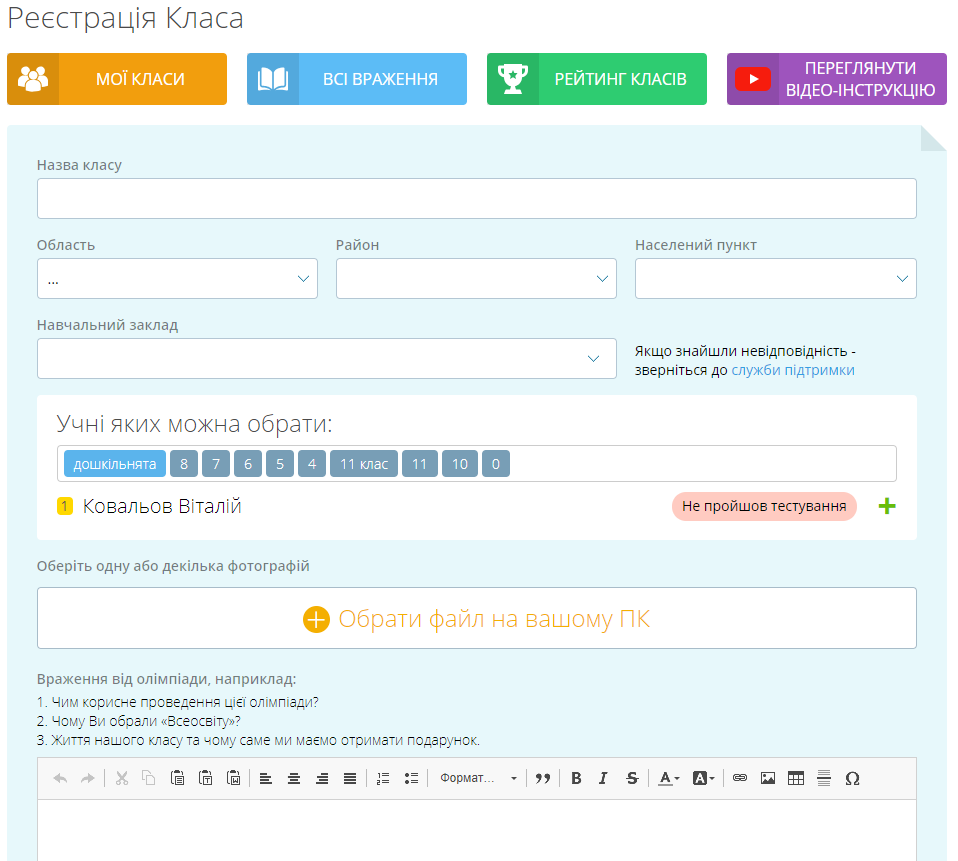 Реєстрація Класа
МОЇ КЛАСИ
ВСІ ВРАЖЕННЯ
РЕЙТИНГ КЛАСІВ
ПЕРЕГЛЯНУТИ
ВІДЕО-ІНСТРУКЦІЮ
Назва класу
Область Район Населений пункт
...
Навчальний заклад
Якщо знайшли невідповідність -
зверніться до служби підтримки
Учні яких можна обрати:
дошкільнята 8 7 6 5 4 11 клас 11 10 0
1 Ковальов Віталій Не пройшов тестування
Оберіть одну або декілька фотографій
Обрати файл на вашому ПК
Враження від олімпіади, наприклад:
1. Чим корисне проведення цієї олімпіади?
2. Чому Ви обрали «Всеосвіту»?
3. Життя нашого класу та чому саме ми маємо отримати подарунок.
Формат...